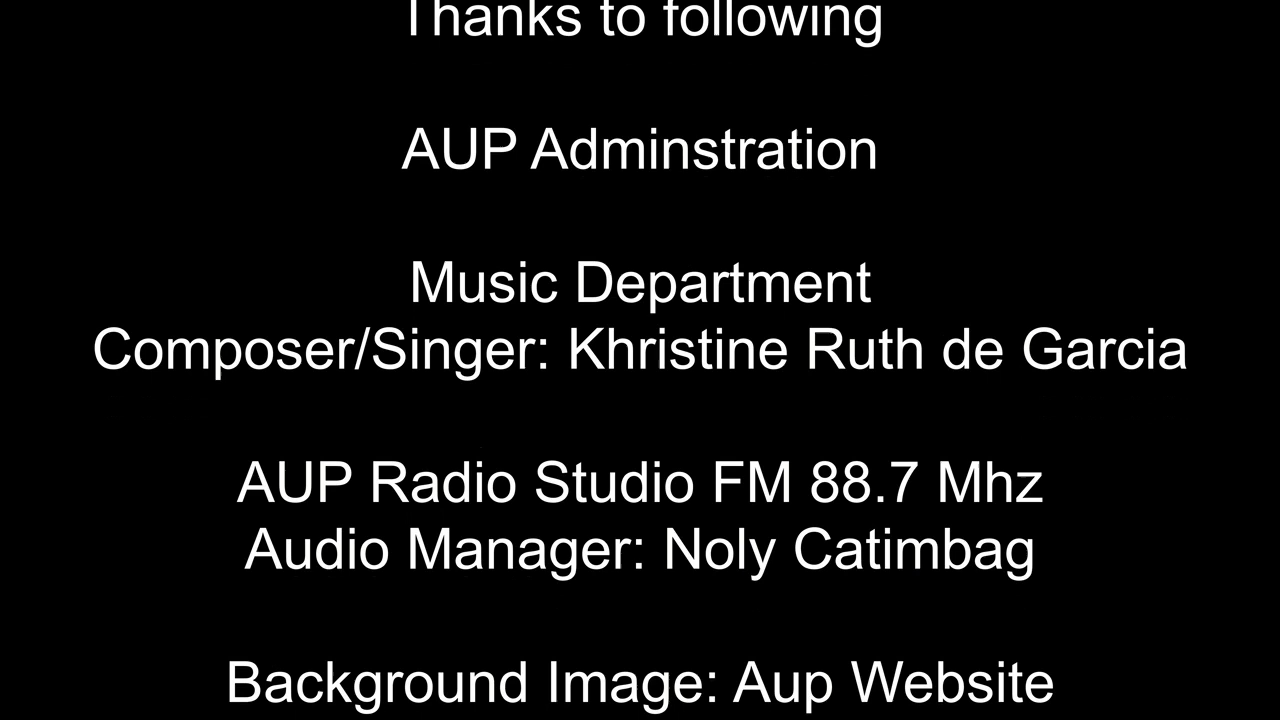 Thanks to following
AUP Adminstration
Music Department
Composer/Singer: Khristine Ruth de Garcia
AUP Radio Studio FM 88.7 Mhz
Audio Manager: Noly Catimbag
Background Image: Aup Website